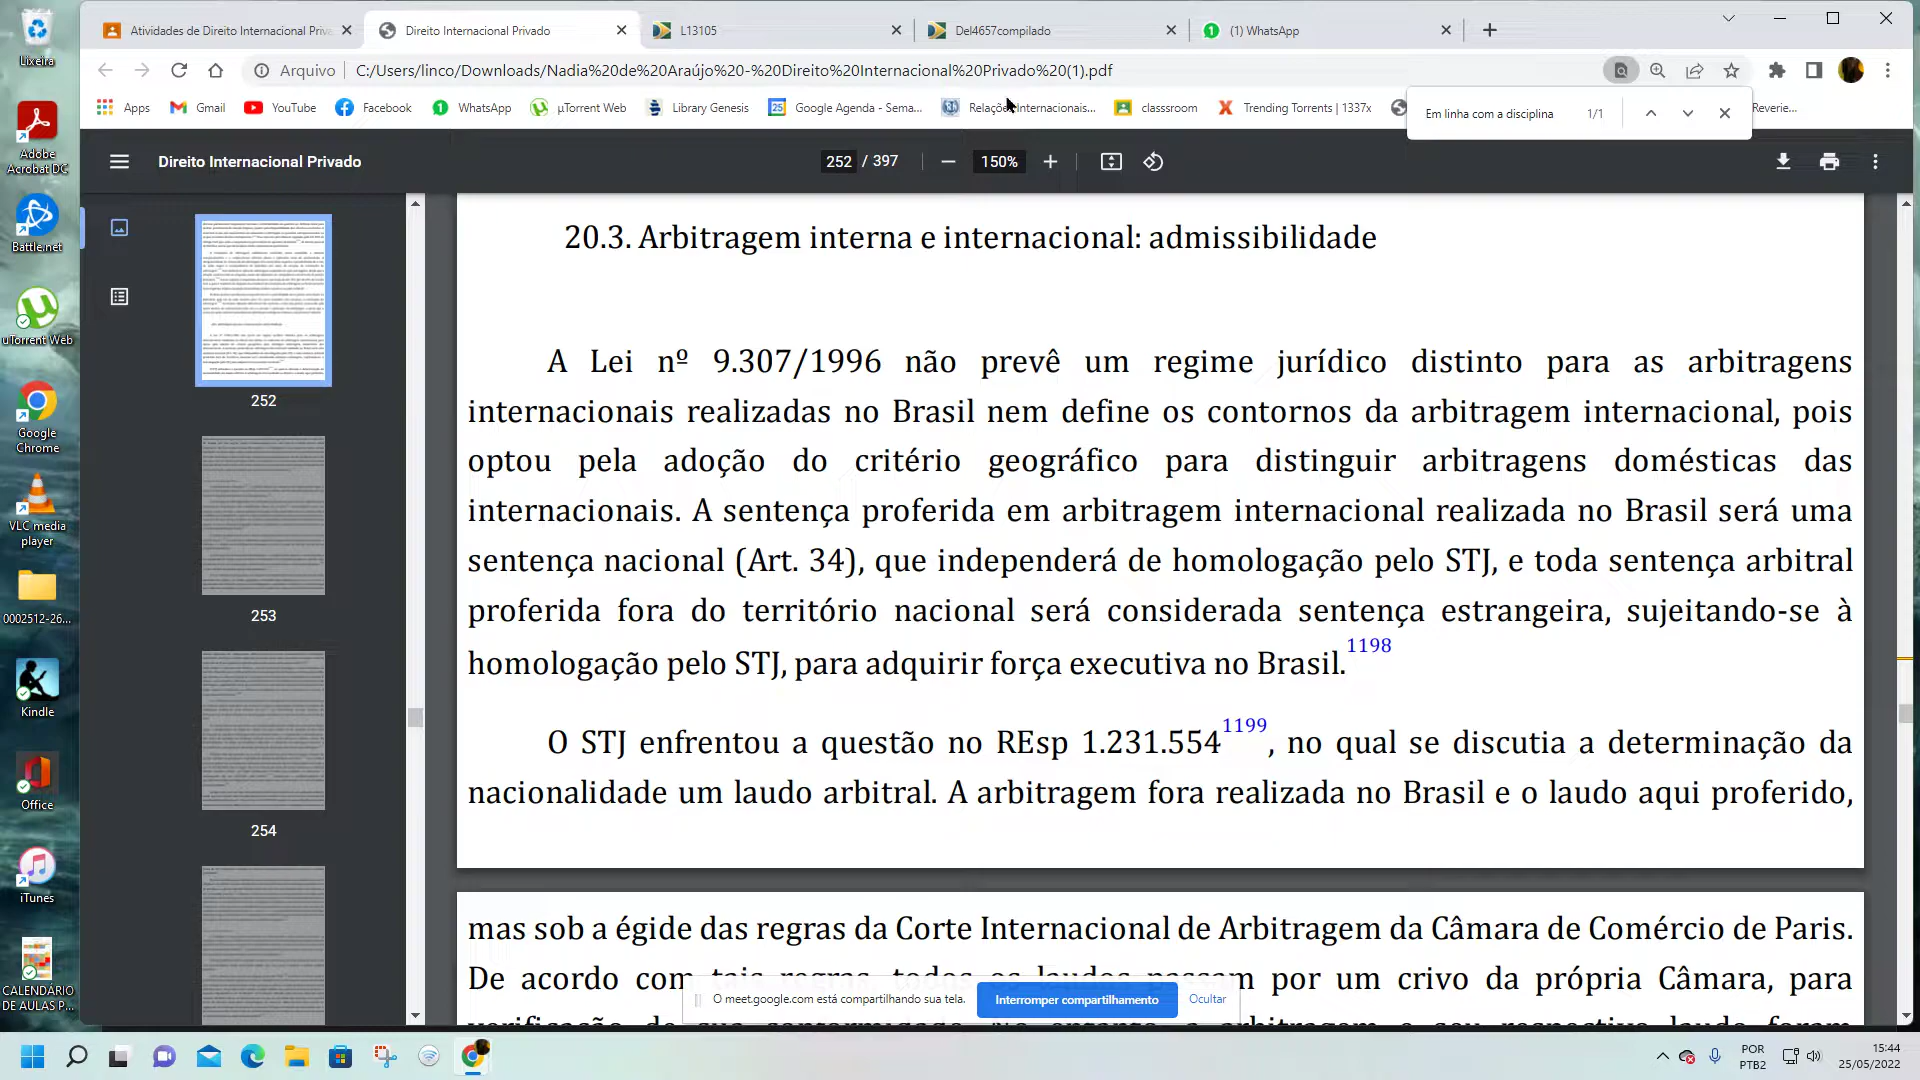 Lixeira
Adobe
Acrobat DC
Battle.net
uTorrent Web
Google
Chrome
VLC media
player
0002512-26...
Kindle
Office
iTunes
CALENDÁRIO
DE AULAS P...
Atividades de Direito Internacional Priva
Direito Internacional Privado
L13105
Del4657compilado
(1) WhatsApp
Arquivo
C:/Users/linco/Downloads/Nadia%20de%20Araújo%20-%20Direito%20Internacional%20Privado%20(1).pdf
Apps
Gmail
YouTube
Facebook
WhatsApp
µTorrent Web
Library Genesis
25
Google Agenda - Sema...
Relações Internacionais...
classsroom
Trending Torrents | 1337x
Reverie...
Em linha com a disciplina
1/1
Direito Internacional Privado
252 / 397
150%
252
253
254
20.3. Arbitragem interna e internacional: admissibilidade
A Lei nº 9.307/1996 não prevê um regime jurídico distinto para as arbitragens
internacionais realizadas no Brasil nem define os contornos da arbitragem internacional, pois
optou pela adoção do critério geográfico para distinguir arbitragens domésticas das
internacionais. A sentença proferida em arbitragem internacional realizada no Brasil será uma
sentença nacional (Art. 34), que independerá de homologação pelo STJ, e toda sentença arbitral
proferida fora do território nacional será considerada sentença estrangeira, sujeitando-se à
homologação pelo STJ, para adquirir força executiva no Brasil.1198
O STJ enfrentou a questão no REsp 1.231.5541199, no qual se discutia a determinação da
nacionalidade um laudo arbitral. A arbitragem fora realizada no Brasil e o laudo aqui proferido,
mas sob a égide das regras da Corte Internacional de Arbitragem da Câmara de Comércio de Paris.
De acordo com tais regras, todos os laudos passam por um crivo da própria Câmara, para
O meet.google.com está compartilhando sua tela.
Interromper compartilhamento
Ocultar
POR
PTB2
15:44
25/05/2022